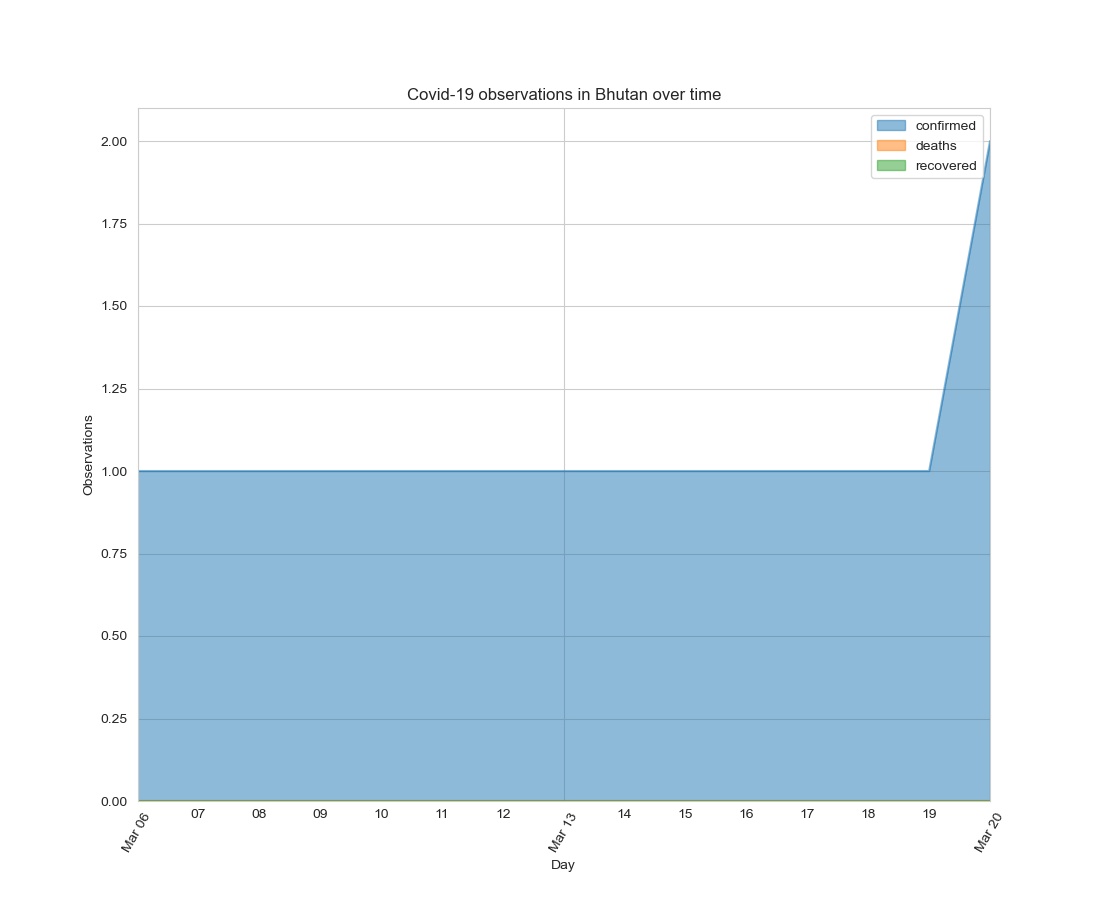 Covid-19 observations in Bhutan over time
confirmed
deaths
recovered
2.00
1.75
1.50
1.25
1.00
0.75
0.50
0.25
0.00
Observations
Mar 06 07 08 09 10 11 12 Mar 13 14 15 16 17 18 19 Mar 20
Day